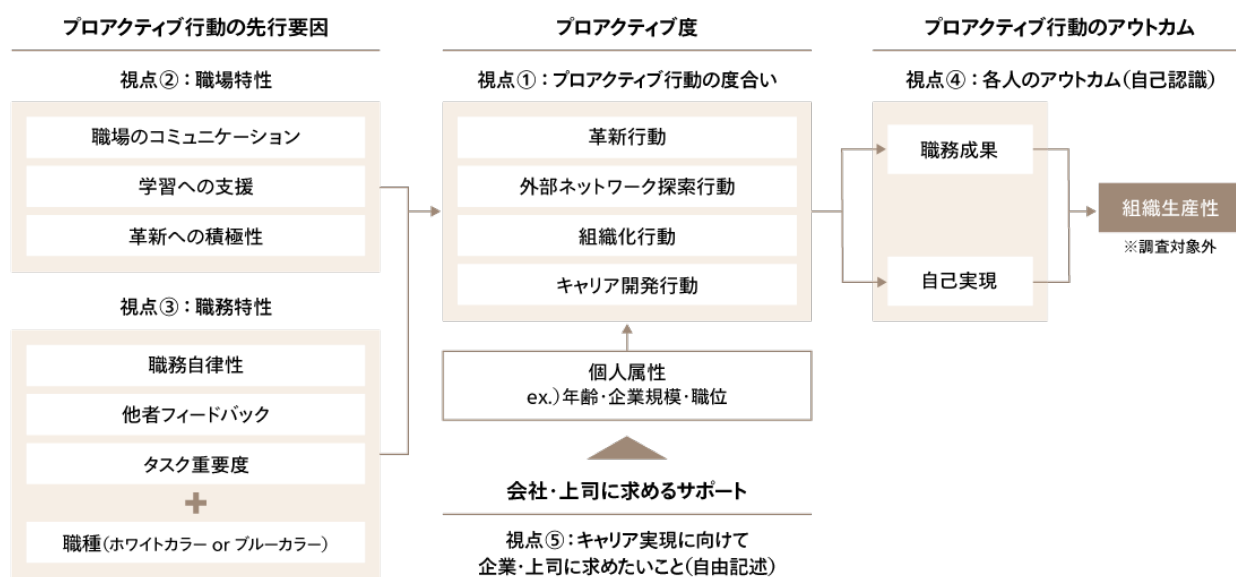 プロアクティブ行動の先行要因
視点②：職場特性
職場のコミュニケーション
学習への支援
革新への積極性
視点③：職務特性
職務自律性
他者フィードバック
タスク重要度
+
職種(ホワイトカラー or ブルーカラー)
プロアクティブ度
視点①：プロアクティブ行動の度合い
革新行動
外部ネットワーク探索行動
組織化行動
キャリア開発行動
個人属性
ex.)年齢・企業規模・職位
会社・上司に求めるサポート
視点⑤：キャリア実現に向けて
企業・上司に求めたいこと(自由記述)
プロアクティブ行動のアウトカム
視点④：各人のアウトカム(自己認識)
職務成果
自己実現
組織生産性
※調査対象外